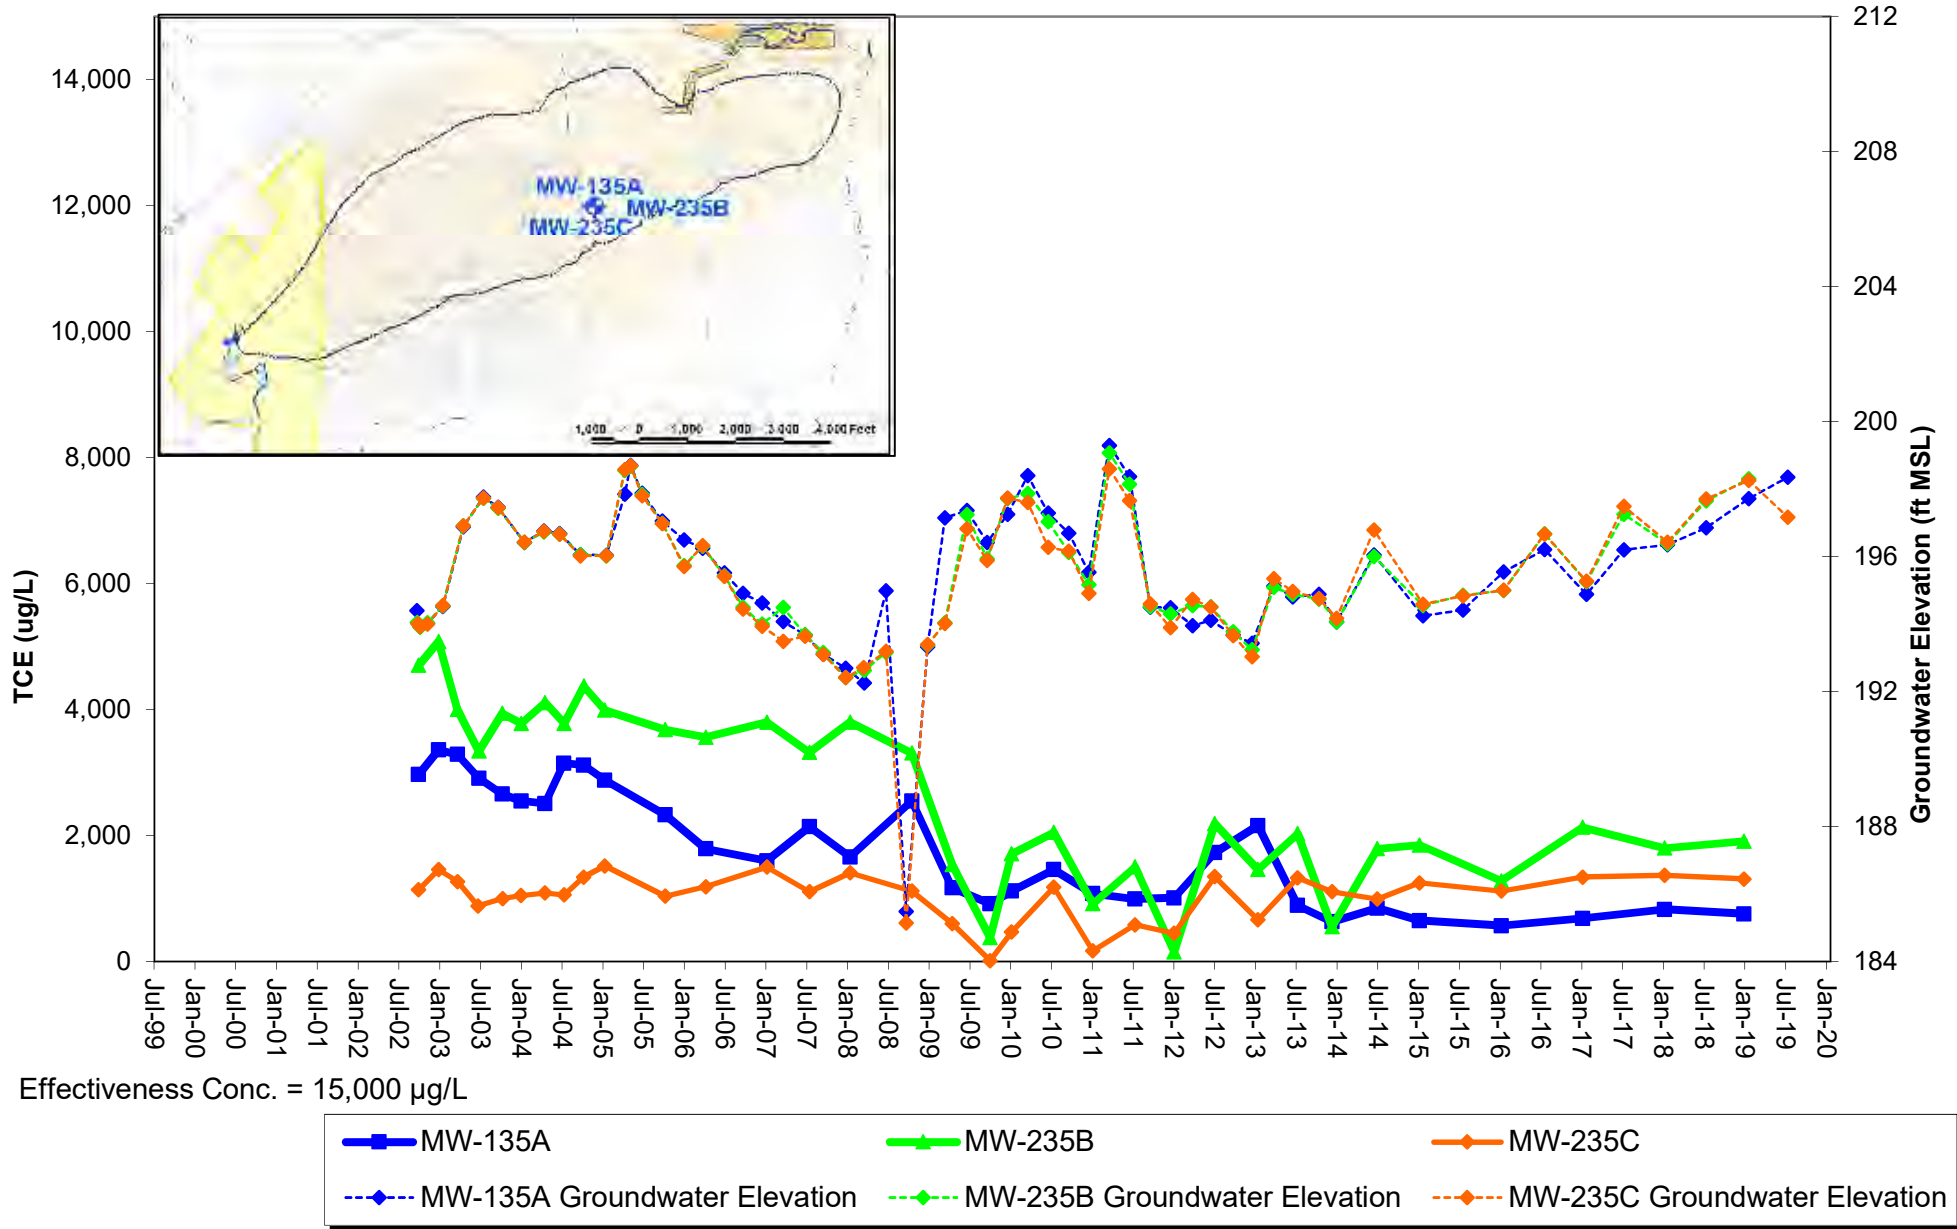 14,000
12,000
10,000
8,000
6,000
4,000
2,000
0
TCE (ug/L)
MW-135A
MW-235B
MW-235C
1,000 0 1,000 2,000 3,000 4,000 Feet
212
208
204
200
196
192
188
184
Groundwater Elevation (ft MSL)
Jul-99 Jan-00 Jul-00 Jan-01 Jul-01 Jan-02 Jul-02 Jan-03 Jul-03 Jan-04 Jul-04 Jan-05 Jul-05 Jan-06 Jul-06 Jan-07 Jul-07 Jan-08 Jul-08 Jan-09 Jul-09 Jan-10 Jul-10 Jan-11 Jul-11 Jan-12 Jul-12 Jan-13 Jul-13 Jan-14 Jul-14 Jan-15 Jul-15 Jan-16 Jul-16 Jan-17 Jul-17 Jan-18 Jul-18 Jan-19 Jul-19 Jan-20
Effectiveness Conc. = 15,000 µg/L
MW-135A MW-235B MW-235C
MW-135A Groundwater Elevation MW-235B Groundwater Elevation MW-235C Groundwater Elevation